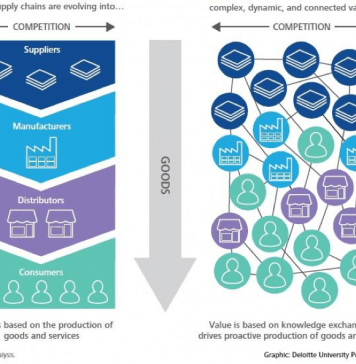 upply chains are evolving into…
COMPETITION
Suppliers
Manufacturers
Distributors
Consumers
s based on the production of
goods and services
lysis.
GOODS
complex, dynamic, and connected va
COMPETITION
Value is based on knowledge exchan
drives proactive production of goods an
Graphic: Deloitte University P